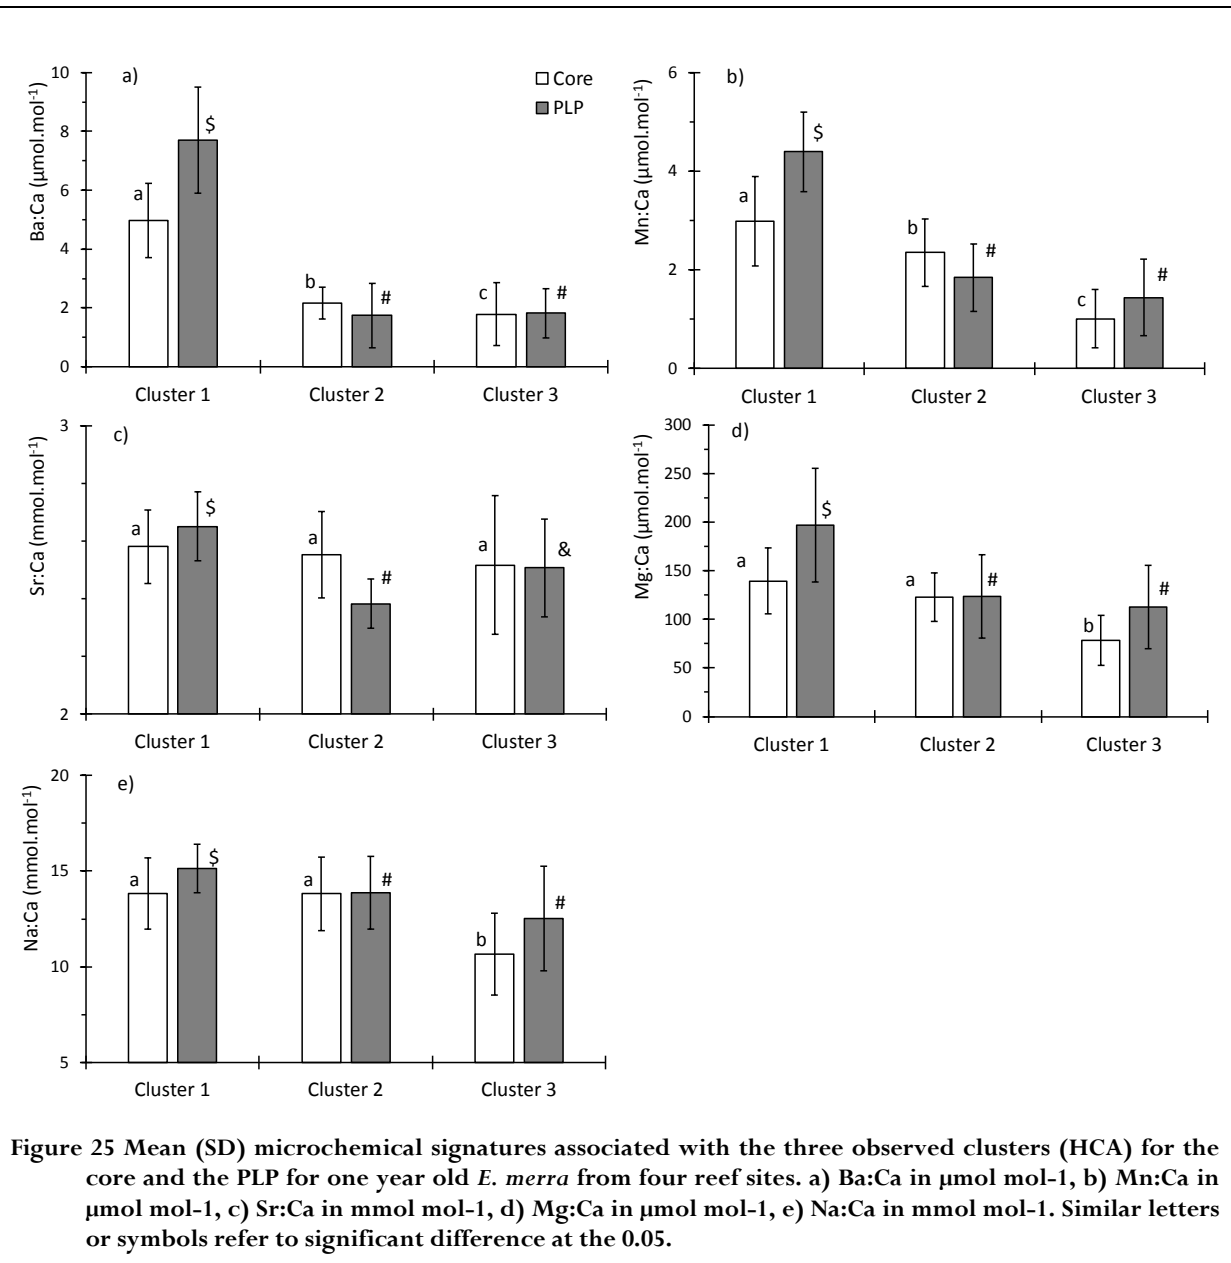 a)
Core
PLP
Ba:Ca (µmol.mol-1)
10
8
6
4
2
0
a
$
b
#
c
#
Cluster 1 Cluster 2 Cluster 3
b)
Mn:Ca (µmol.mol-1)
6
4
2
0
a
$
b
#
c
#
Cluster 1 Cluster 2 Cluster 3
c)
Sr:Ca (mmol.mol-1)
3
2
a
$
a
#
a
&
Cluster 1 Cluster 2 Cluster 3
d)
Mg:Ca (µmol.mol-1)
300
250
200
150
100
50
0
a
$
a
#
b
#
Cluster 1 Cluster 2 Cluster 3
e)
Na:Ca (mmol.mol-1)
20
15
10
5
a
$
a
#
b
#
Cluster 1 Cluster 2 Cluster 3
Figure 25 Mean (SD) microchemical signatures associated with the three observed clusters (HCA) for the
core and the PLP for one year old E. merra from four reef sites. a) Ba:Ca in µmol mol-1, b) Mn:Ca in
µmol mol-1, c) Sr:Ca in mmol mol-1, d) Mg:Ca in µmol mol-1, e) Na:Ca in mmol mol-1. Similar letters
or symbols refer to significant difference at the 0.05.